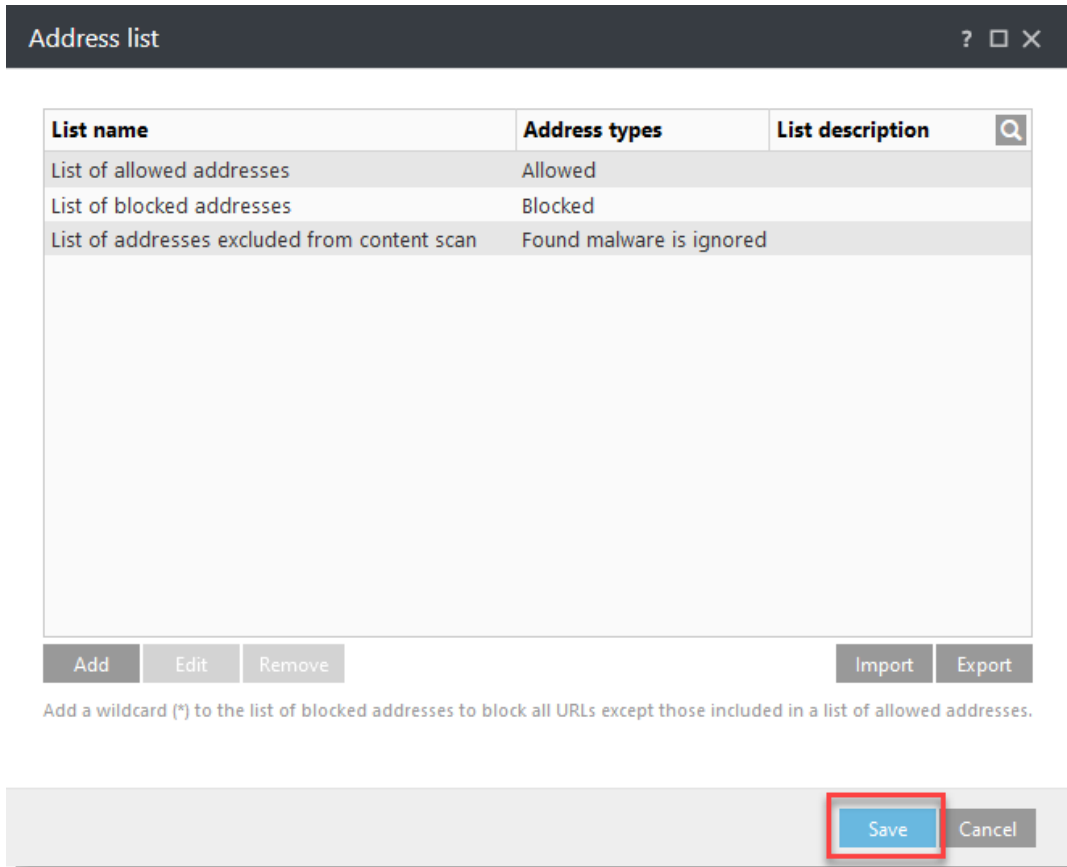 Address list ?
List name Address types List description
List of allowed addresses Allowed
List of blocked addresses Blocked
List of addresses excluded from content scan Found malware is ignored
Add Edit Remove Import Export
Add a wildcard (*) to the list of blocked addresses to block all URLs except those included in a list of allowed addresses.
Save Cancel